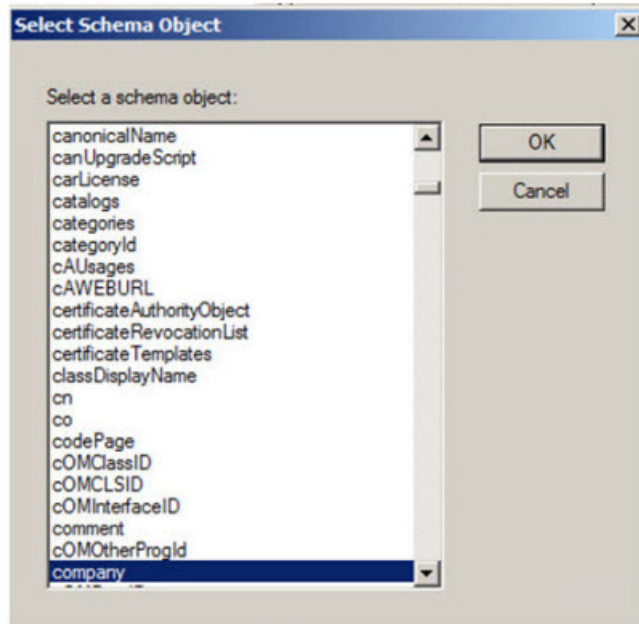 Select Schema Object
Select a schema object:
canonicalName
canUpgradeScript
carLicense
catalogs
categories
categoryId
cAUsages
cAWEBURL
certificateAuthorityObject
certificateRevocationList
certificateTemplates
classDisplayName
cn
co
codePage
cOMClassID
cOMCLSID
cOMInterfaceID
comment
cOMOtherProgId
company
OK
Cancel